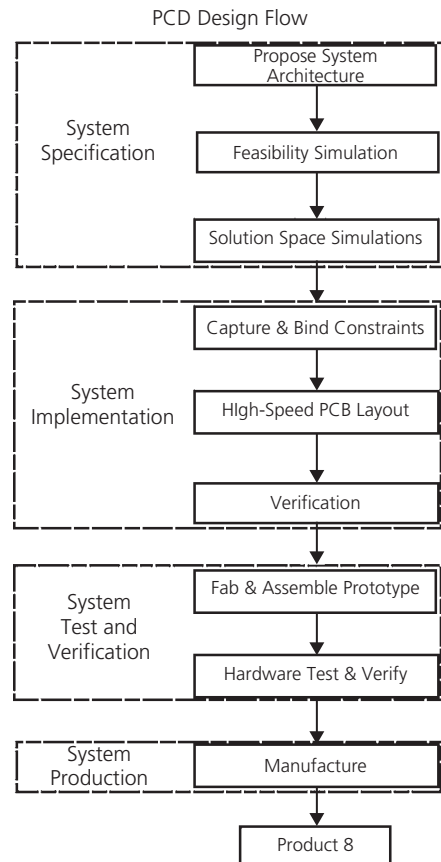 PCD Design Flow
System
Specification
Propose System
Architecture
Feasibility Simulation
Solution Space Simulations
System
Implementation
Capture & Bind Constraints
HIgh-Speed PCB Layout
Verification
System
Test and
Verification
Fab & Assemble Prototype
Hardware Test & Verify
System
Production
Manufacture
Product 8